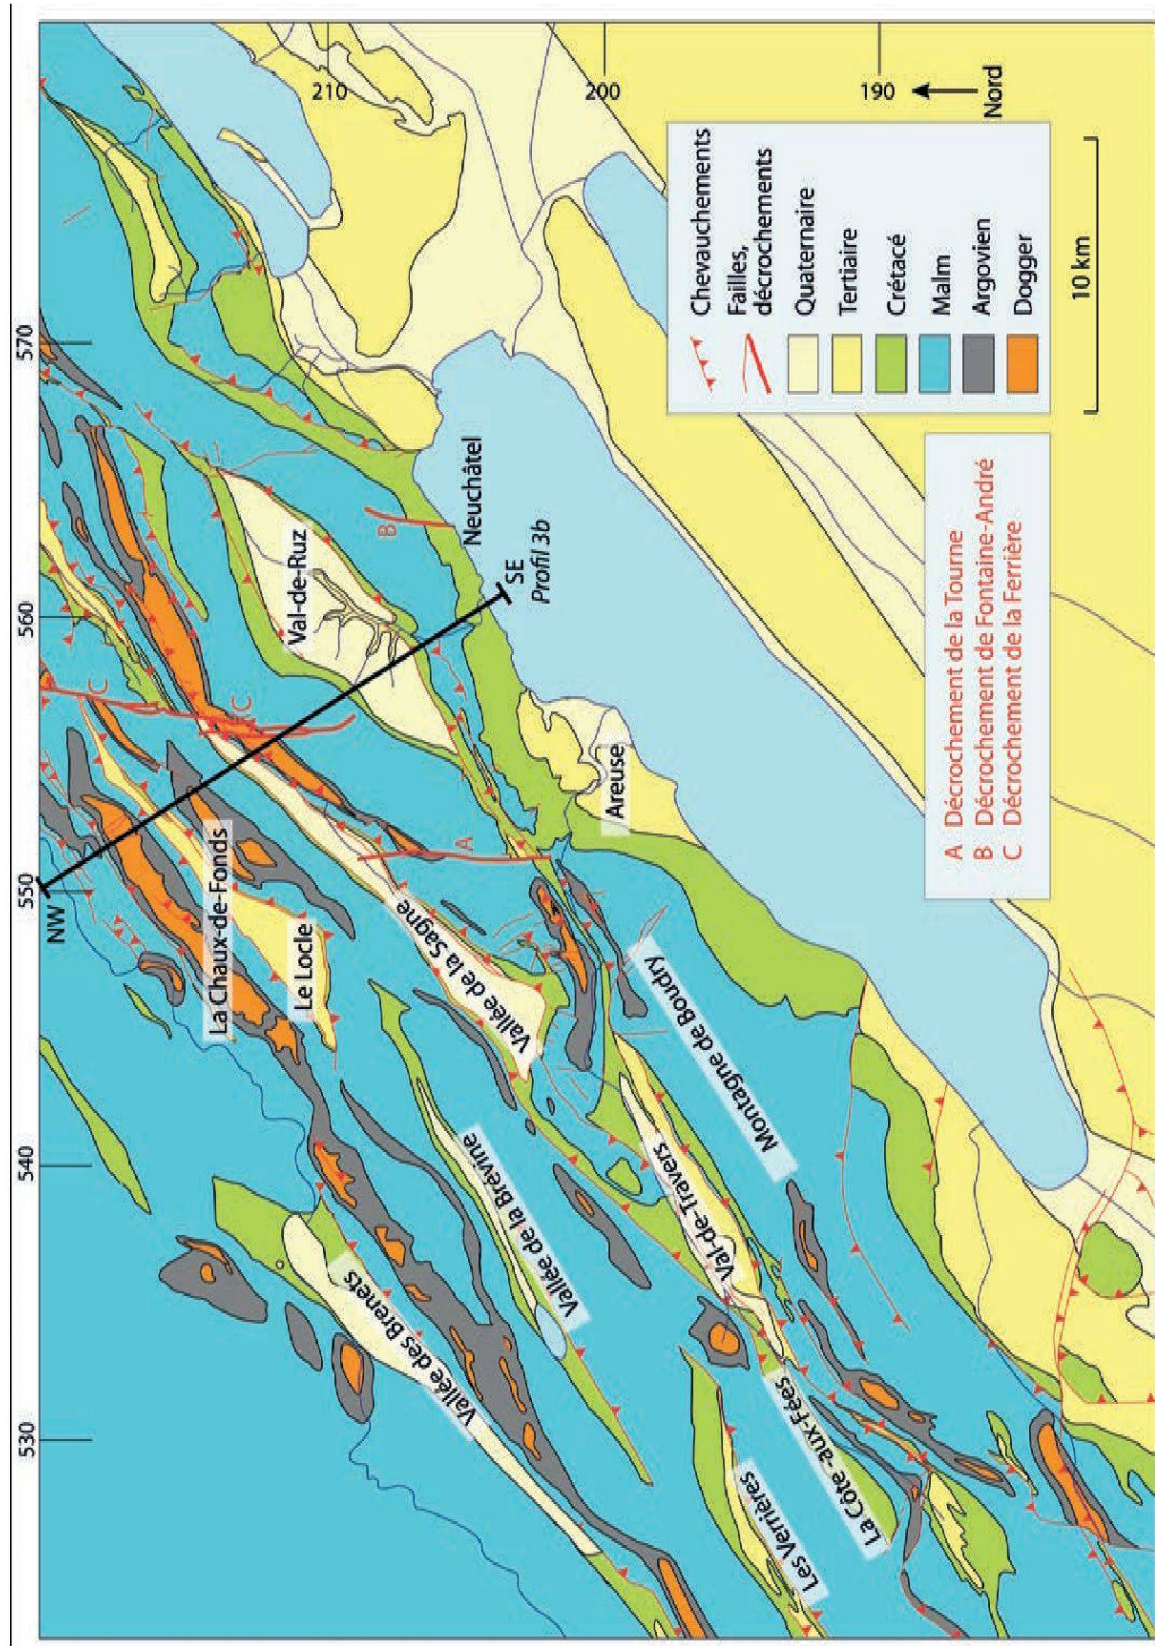 530
540
550
560
570
NW
La Chaux-de-Fonds
Le Locle
Val-de-Ruz
C
C
B
A
Neuchâtel
SE
Profil 3b
Vallée des Brenets
Vallée de la Brévine
Vallée de la Sagne
Areuse
Les Verrières
La Côte-aux-Fées
Val-de-Travers
Montagne de Boudry
210
200
190
Nord
Chevauchements
Failles,
décrochements
Quaternaire
Tertiaire
Crétacé
Malm
Argovien
Dogger
10 km
A Décrochement de la Tourne
B Décrochement de Fontaine-André
C Décrochement de la Ferrière